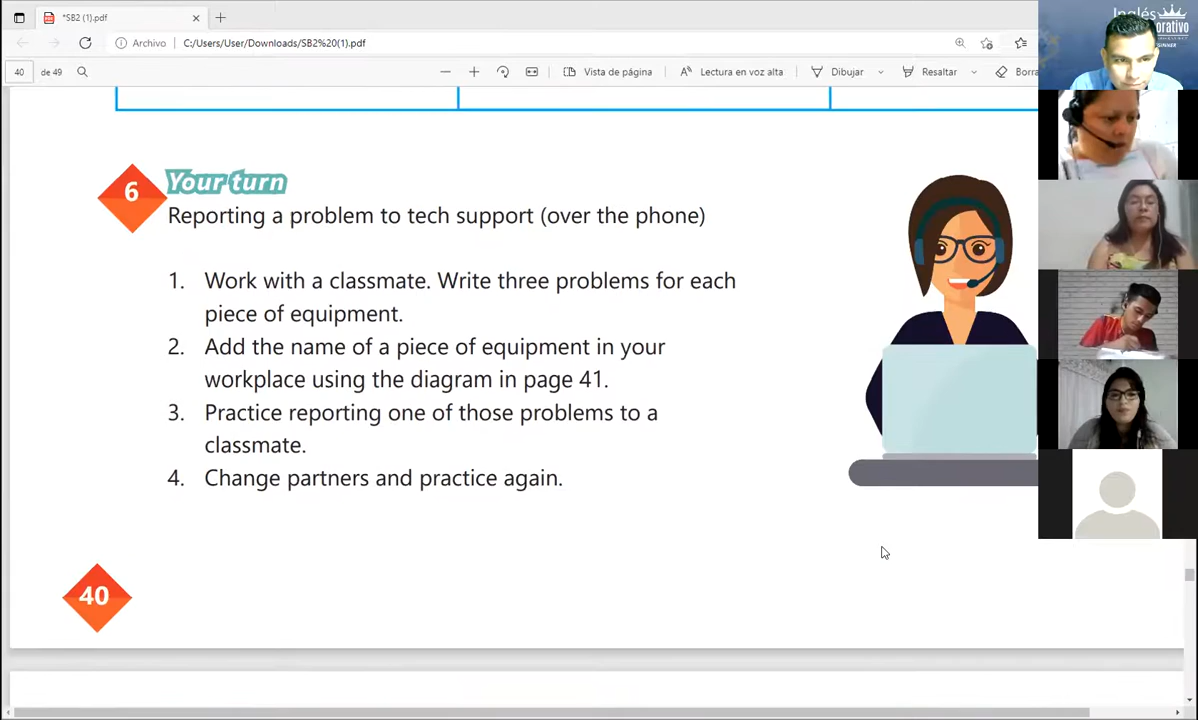 *SB2 (1).pdf
Archivo
C:/Users/User/Downloads/SB2%20(1).pdf
40
de 49
Vista de página
Lectura en voz alta
Dibujar
Resaltar
Borra
Inglés
orativo
6
Your turn
Reporting a problem to tech support (over the phone)
1. Work with a classmate. Write three problems for each
piece of equipment.
2. Add the name of a piece of equipment in your
workplace using the diagram in page 41.
3. Practice reporting one of those problems to a
classmate.
4. Change partners and practice again.
40